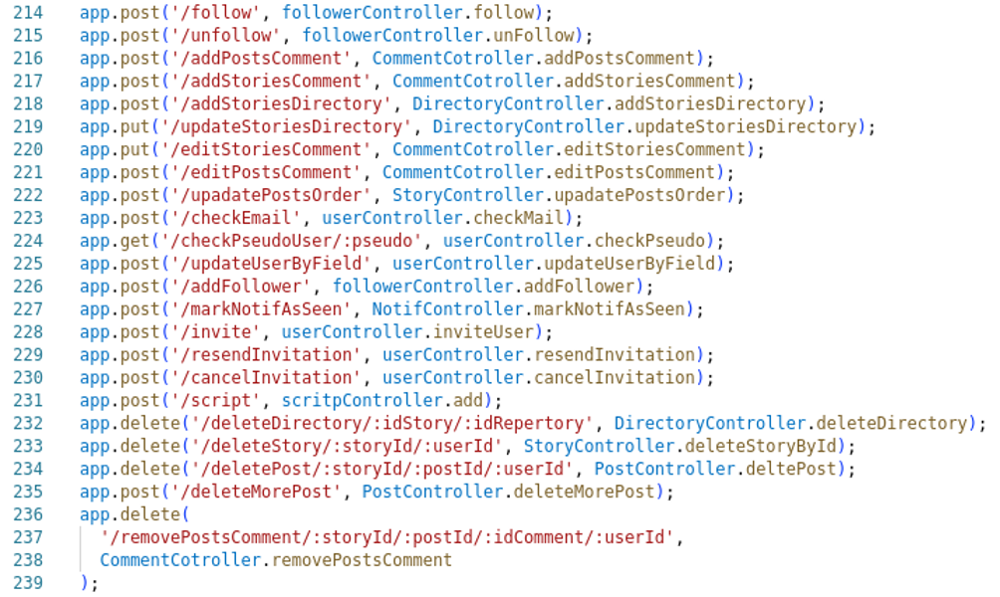 214 app.post('/follow', followerController.follow);
215 app.post('/unfollow', followerController.unFollow);
216 app.post('/addPostsComment', CommentCotroller.addPostsComment);
217 app.post('/addStoriesComment', CommentCotroller.addStoriesComment);
218 app.post('/addStoriesDirectory', DirectoryController.addStoriesDirectory);
219 app.put('/updateStoriesDirectory', DirectoryController.updateStoriesDirectory);
220 app.put('/editStoriesComment', CommentCotroller.editStoriesComment);
221 app.post('/editPostsComment', CommentCotroller.editPostsComment);
222 app.post('/upadatePostsOrder', StoryController.upadatePostsOrder);
223 app.post('/checkEmail', userController.checkMail);
224 app.get('/checkPseudoUser/:pseudo', userController.checkPseudo);
225 app.post('/updateUserByField', userController.updateUserByField);
226 app.post('/addFollower', followerController.addFollower);
227 app.post('/markNotifAsSeen', NotifController.markNotifAsSeen);
228 app.post('/invite', userController.inviteUser);
229 app.post('/resendInvitation', userController.resendInvitation);
230 app.post('/cancelInvitation', userController.cancelInvitation);
231 app.post('/script', scritpController.add);
232 app.delete('/deleteDirectory/:idStory/:idRepertory', DirectoryController.deleteDirectory);
233 app.delete('/deleteStory/:storyId/:userId', StoryController.deleteStoryById);
234 app.delete('/deletePost/:storyId/:postId/:userId', PostController.deltePost);
235 app.post('/deleteMorePost', PostController.deleteMorePost);
236 app.delete(
237 '/removePostsComment/:storyId/:postId/:idComment/:userId',
238 CommentCotroller.removePostsComment
239 );